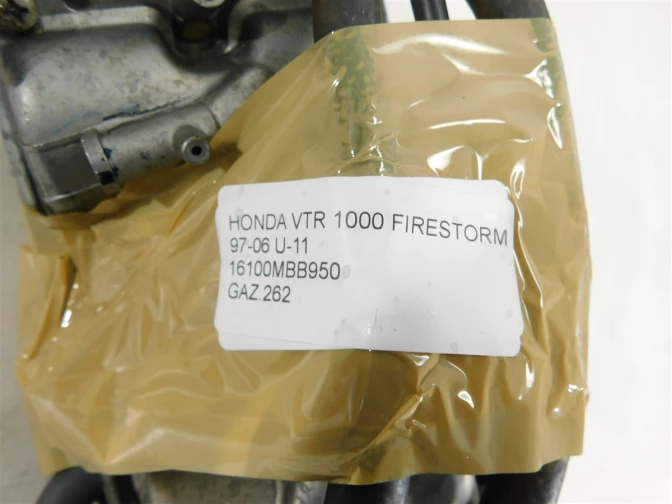 HONDA VTR 1000 FIRESTORM
97-06 U-11
16100MBB950
GAZ.262